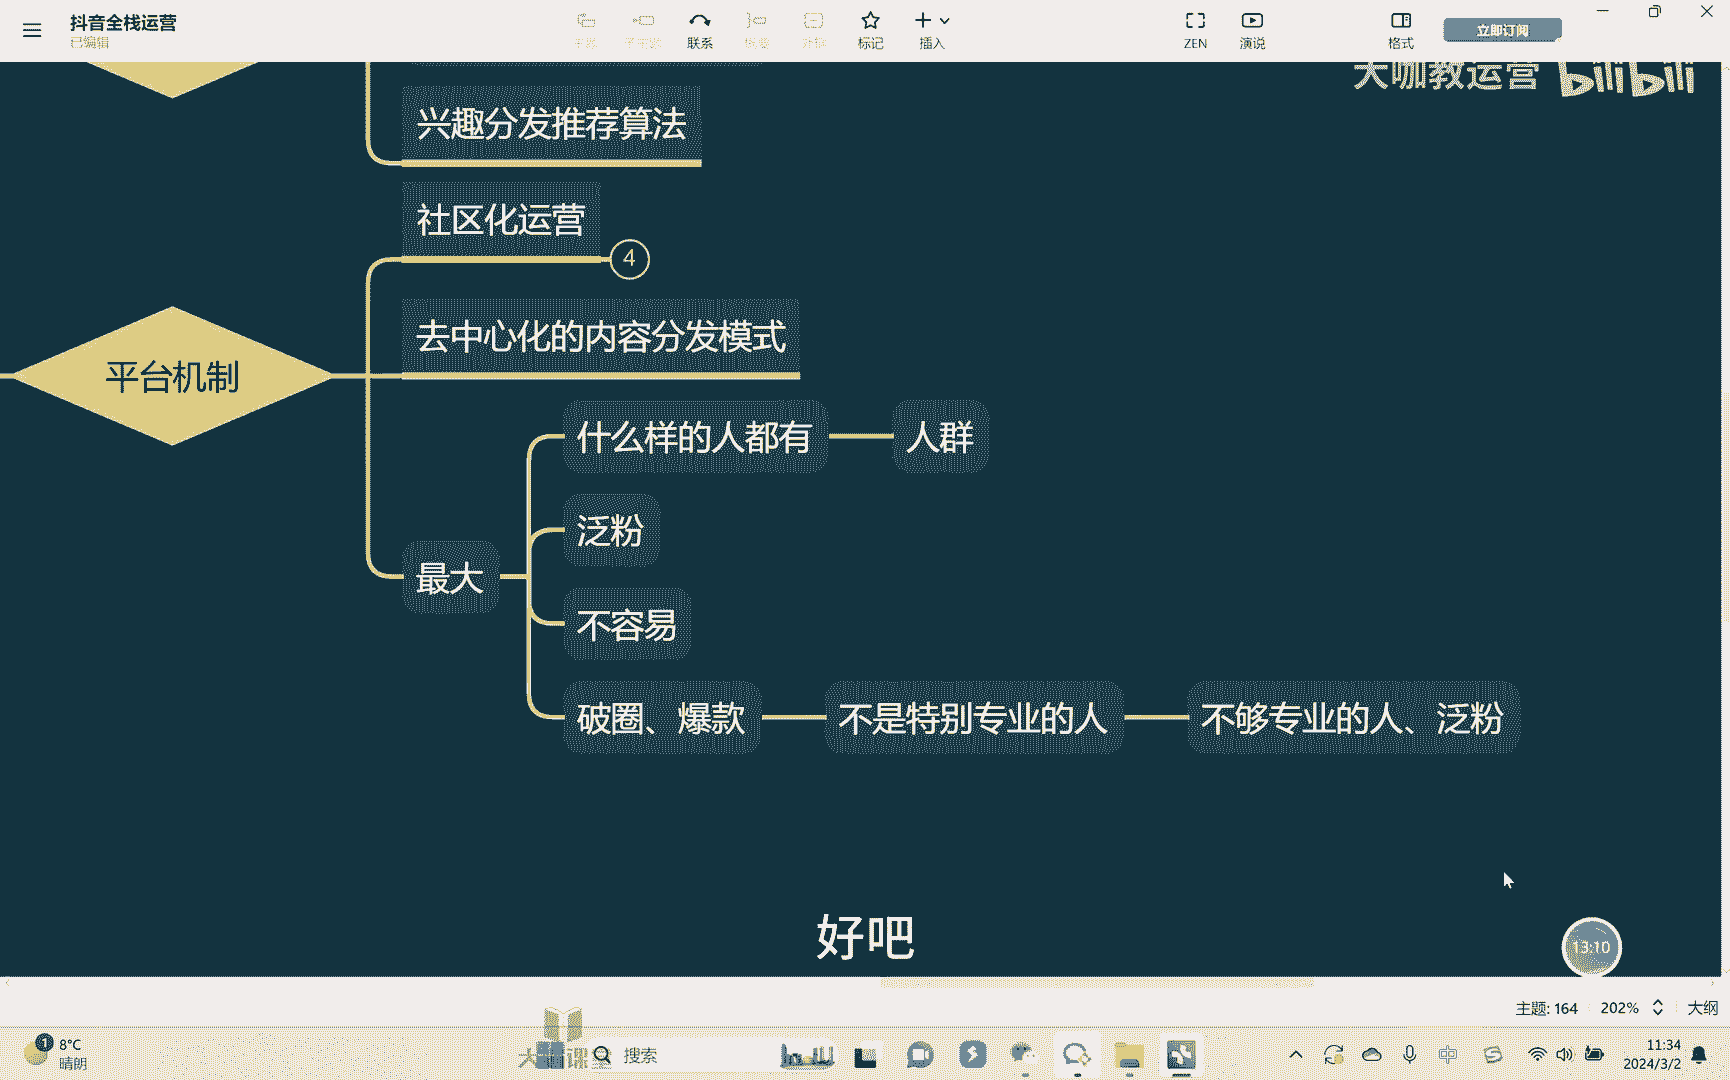 抖音全栈运营
已编辑
主题
子主题
联系
概要
外框
标记
插入
ZEN
演说
格式
立即订阅
大咖教运营 bilibili
兴趣分发推荐算法
社区化运营
4
去中心化的内容分发模式
平台机制
什么样的人都有
人群
泛粉
最大
不容易
破圈、爆款
不是特别专业的人
不够专业的人、泛粉
好吧
13:10
主题: 164
202%
大纲
1
8°C
晴朗
搜索
中
11:34
2024/3/2